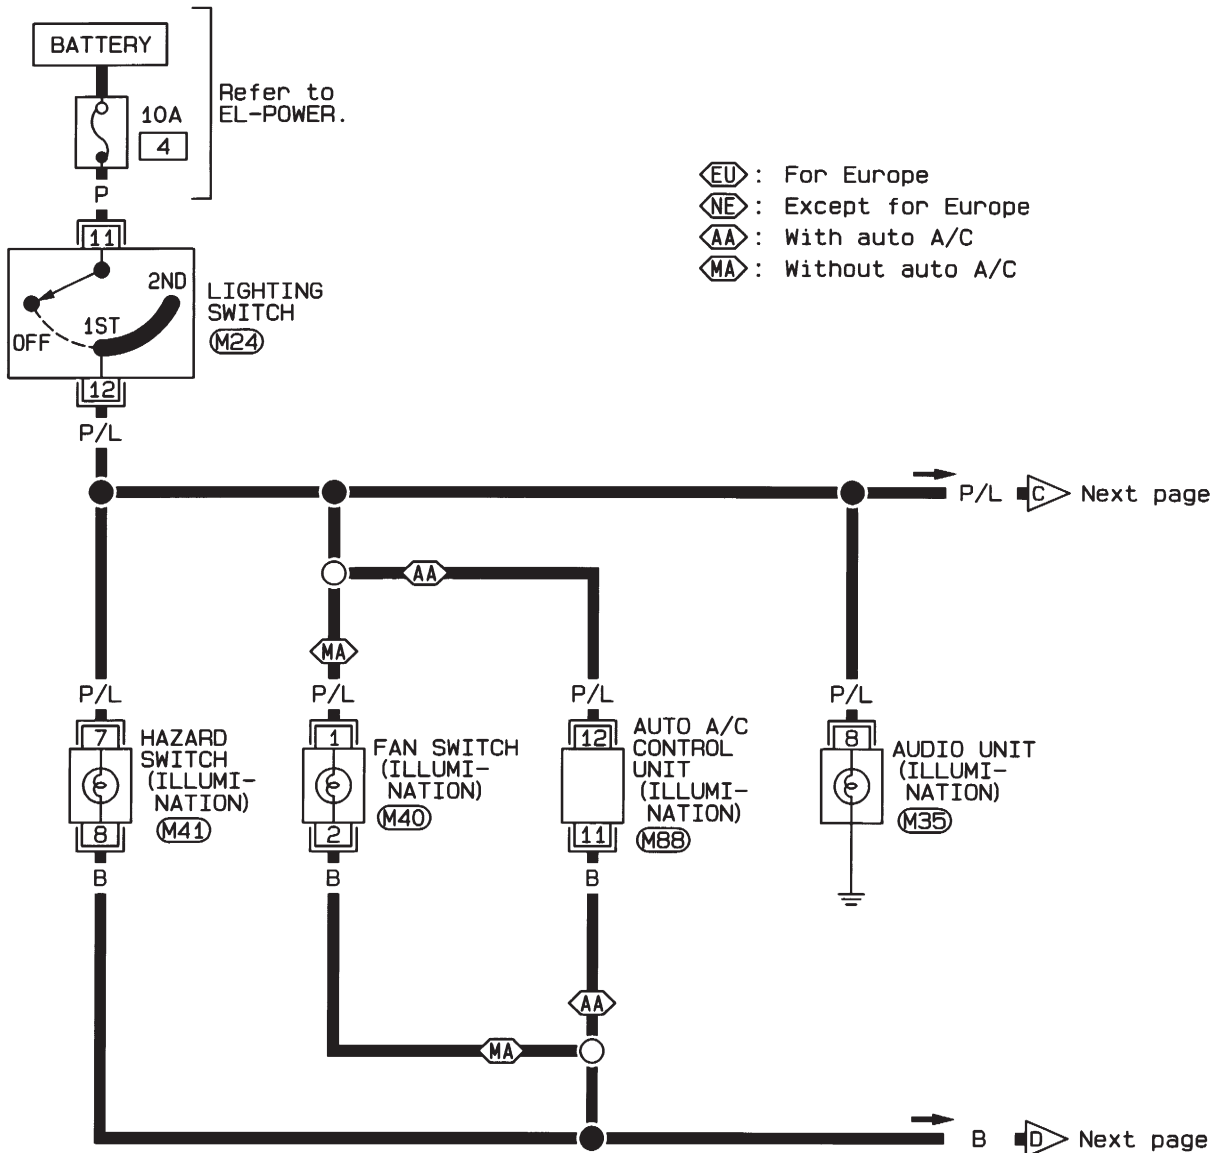 BATTERY
Refer to
EL-POWER.
10A
4
P
11
EU : For Europe
NE : Except for Europe
AA : With auto A/C
MA : Without auto A/C
2ND
1ST
OFF
LIGHTING
SWITCH
M24
12
P/L
P/L C Next page
AA
MA
P/L
P/L
P/L
P/L
7
HAZARD
SWITCH
(ILLUMI-
NATION)
M41
8
B
1
FAN SWITCH
(ILLUMI-
NATION)
M40
2
B
12
AUTO A/C
CONTROL
UNIT
(ILLUMI-
NATION)
M88
11
B
8
AUDIO UNIT
(ILLUMI-
NATION)
M35
AA
MA
B D Next page